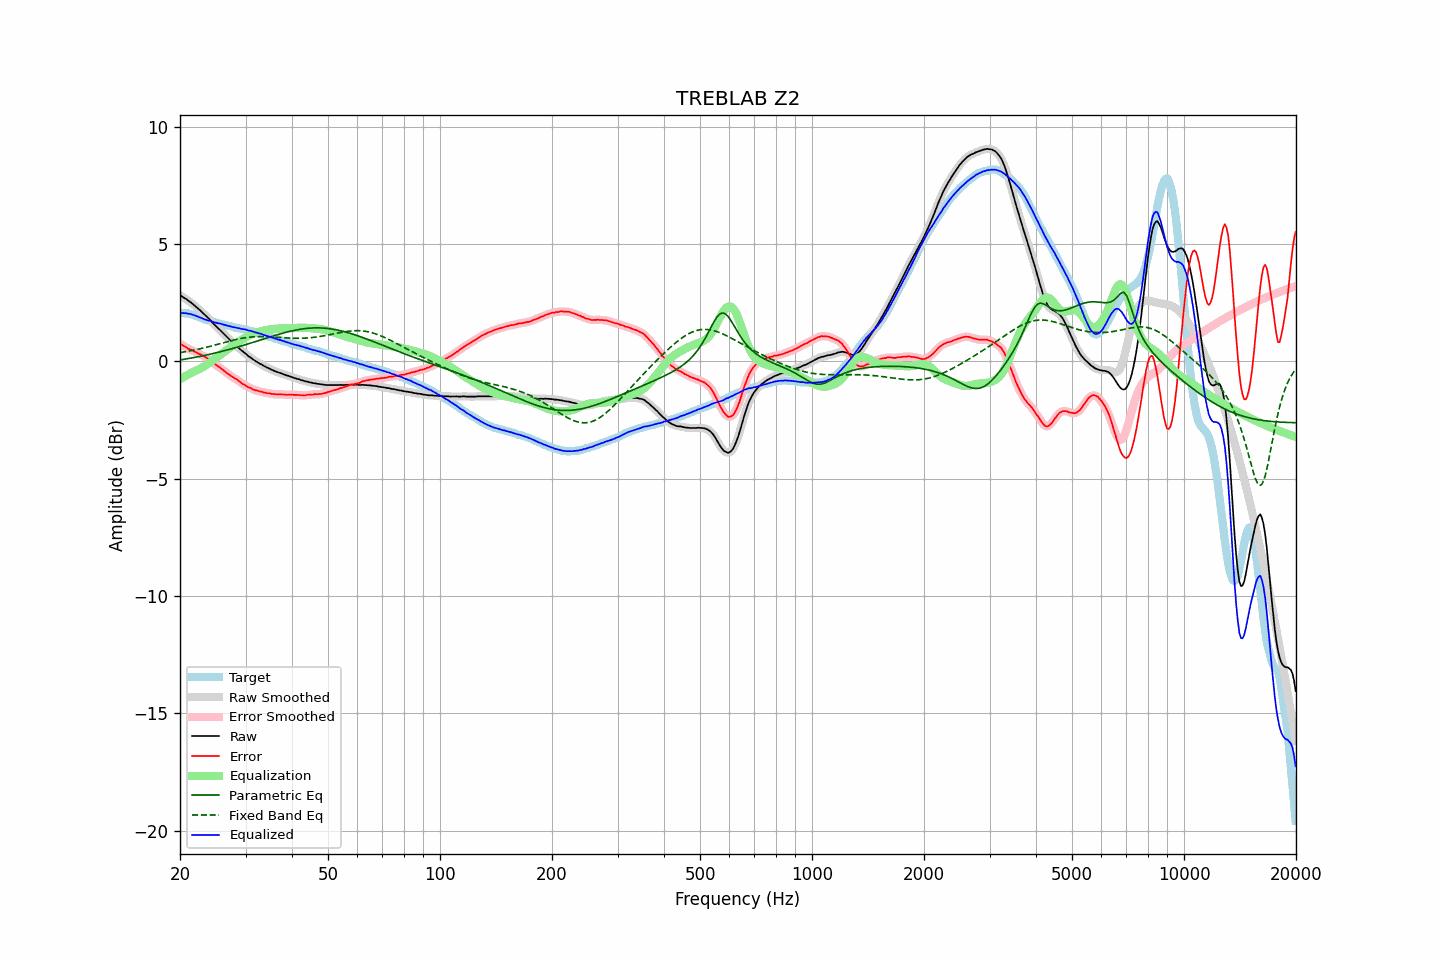 TREBLAB Z2
Amplitude (dBr)
10
5
0
−5
−10
−15
−20
Target
Raw Smoothed
Error Smoothed
Raw
Error
Equalization
Parametric Eq
Fixed Band Eq
Equalized
20 50 100 200 500 1000 2000 5000 10000 20000
Frequency (Hz)